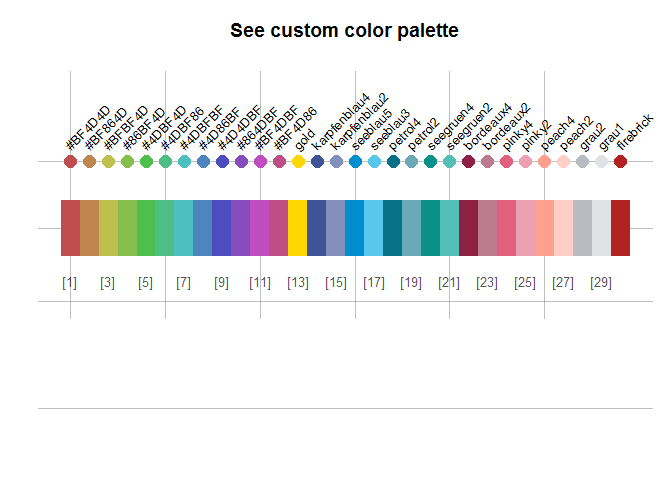 See custom color palette
#BF4D4D
#BF864D
#BFBF4D
#86BF4D
#4DBF4D
#4DBF86
#4DBFBF
#4D86BF
#4D4DBF
#864DBF
#BF4DBF
#BF4D86
gold
karpfenblau4
karpfenblau2
seeblau5
seeblau3
petrol4
petrol2
seegruen4
seegruen2
bordeaux4
bordeaux2
pinky4
pinky2
peach4
peach2
grau2
grau1
firebrick
[1] [3] [5] [7] [9] [11] [13] [15] [17] [19] [21] [23] [25] [27] [29]